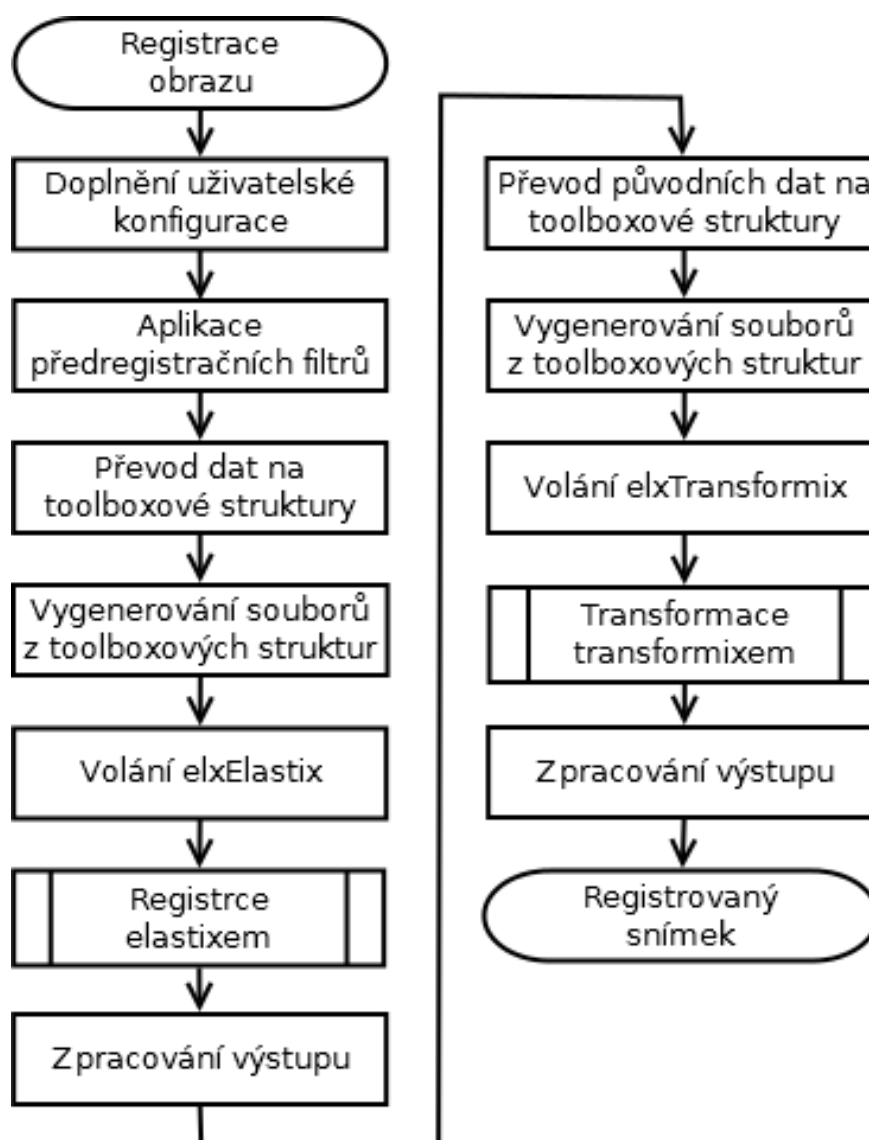 Registrace
obrazu
Doplnění uživatelské
konfigurace
Aplikace
předregistračních filtrů
Převod dat na
toolboxové struktury
Vygenerování souborů
z toolboxových struktur
Volání elxElastix
Registrce
elastixem
Zpracování výstupu
Převod původních dat na
toolboxové struktury
Vygenerování souborů
z toolboxových struktur
Volání elxTransformix
Transformace
transformixem
Zpracování výstupu
Registrovaný
snímek